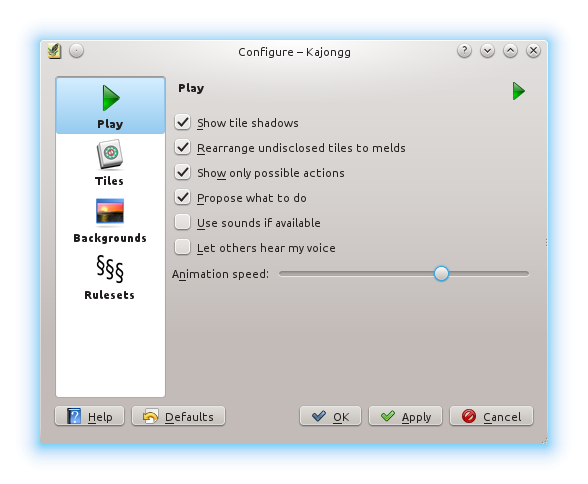 Configure – Kajongg
Play
Tiles
Backgrounds
§§§
Rulesets
Play
Show tile shadows
Rearrange undisclosed tiles to melds
Show only possible actions
Propose what to do
Use sounds if available
Let others hear my voice
Animation speed:
Help
Defaults
OK
Apply
Cancel